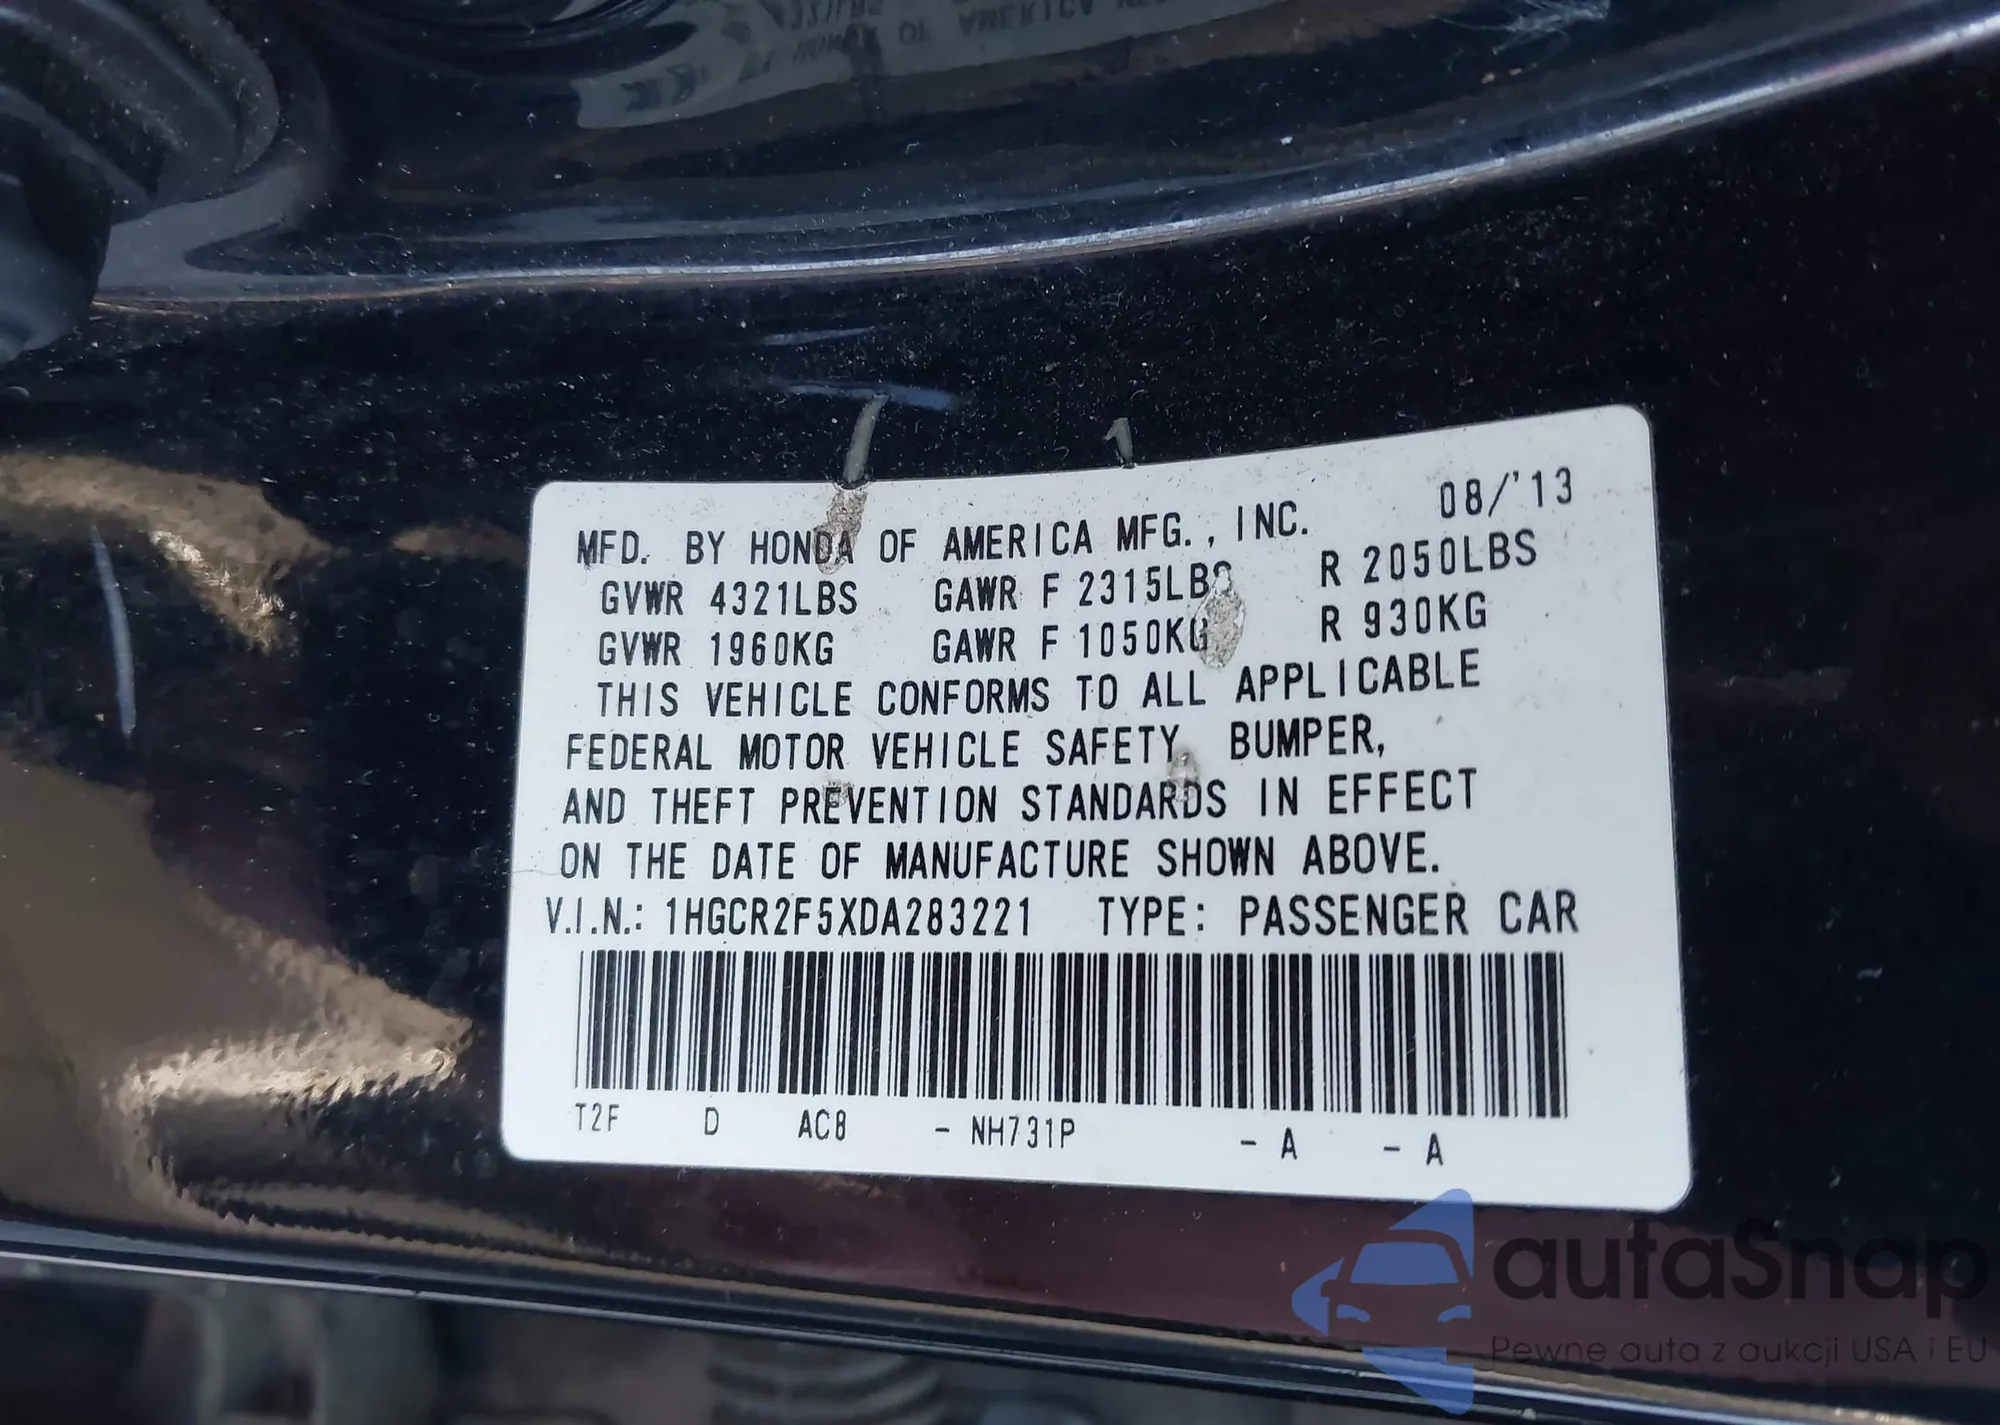 MFD. BY HONDA OF AMERICA MFG., INC. 08/'13
GVWR 4321LBS GAWR F 2315LBS R 2050LBS
GVWR 1960KG GAWR F 1050KG R 930KG
THIS VEHICLE CONFORMS TO ALL APPLICABLE
FEDERAL MOTOR VEHICLE SAFETY, BUMPER,
AND THEFT PREVENTION STANDARDS IN EFFECT
ON THE DATE OF MANUFACTURE SHOWN ABOVE.
V.I.N.: 1HGCR2F5XDA283221 TYPE: PASSENGER CAR
T2F D AC8 - NH731P - A - A
autaSnap
Pewne auta z aukcji USA i EU